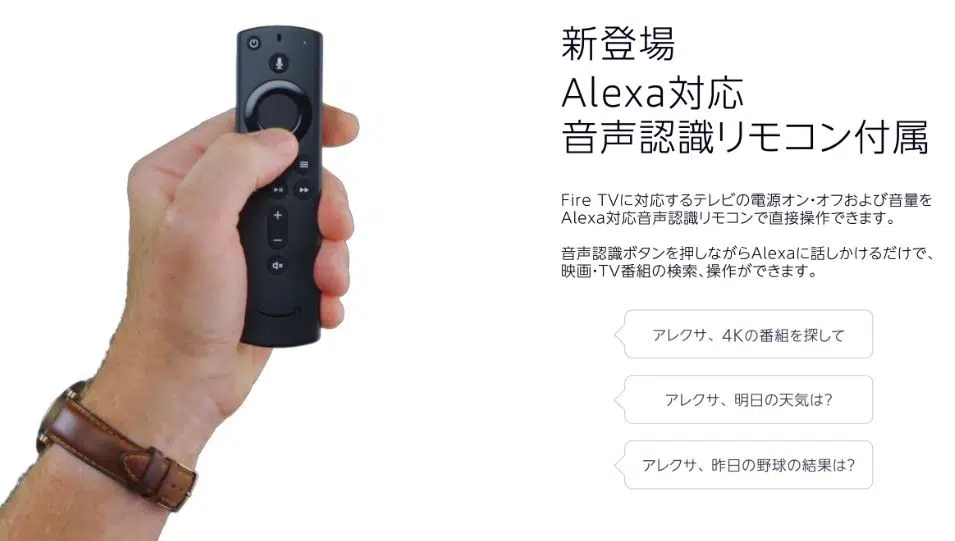 新登場
Alexa対応
音声認識リモコン付属
Fire TVに対応するテレビの電源オン・オフおよび音量を
Alexa対応音声認識リモコンで直接操作できます。
音声認識ボタンを押しながらAlexaに話しかけるだけで、
映画・TV番組の検索、操作ができます。
アレクサ、4Kの番組を探して
アレクサ、明日の天気は?
アレクサ、昨日の野球の結果は?